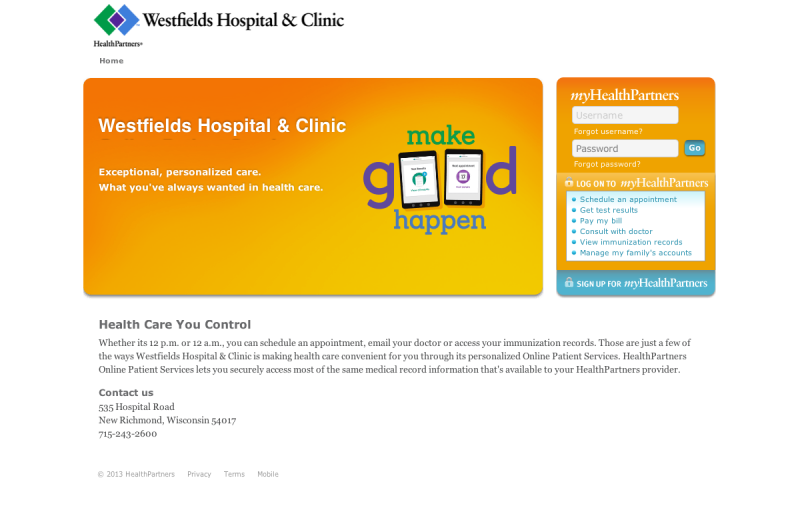 Westfields Hospital & Clinic
HealthPartners®
Home
Westfields Hospital & Clinic
Exceptional, personalized care.
What you've always wanted in health care.
make
good
happen
myHealthPartners
Username
Forgot username?
Password
Go
Forgot password?
LOG ON TO myHealthPartners
Schedule an appointment
Get test results
Pay my bill
Consult with doctor
View immunization records
Manage my family's accounts
SIGN UP FOR myHealthPartners
Health Care You Control
Whether its 12 p.m. or 12 a.m., you can schedule an appointment, email your doctor or access your immunization records. Those are just a few of
the ways Westfields Hospital & Clinic is making health care convenient for you through its personalized Online Patient Services. HealthPartners
Online Patient Services lets you securely access most of the same medical record information that's available to your HealthPartners provider.
Contact us
535 Hospital Road
New Richmond, Wisconsin 54017
715-243-2600
© 2013 HealthPartners Privacy Terms Mobile